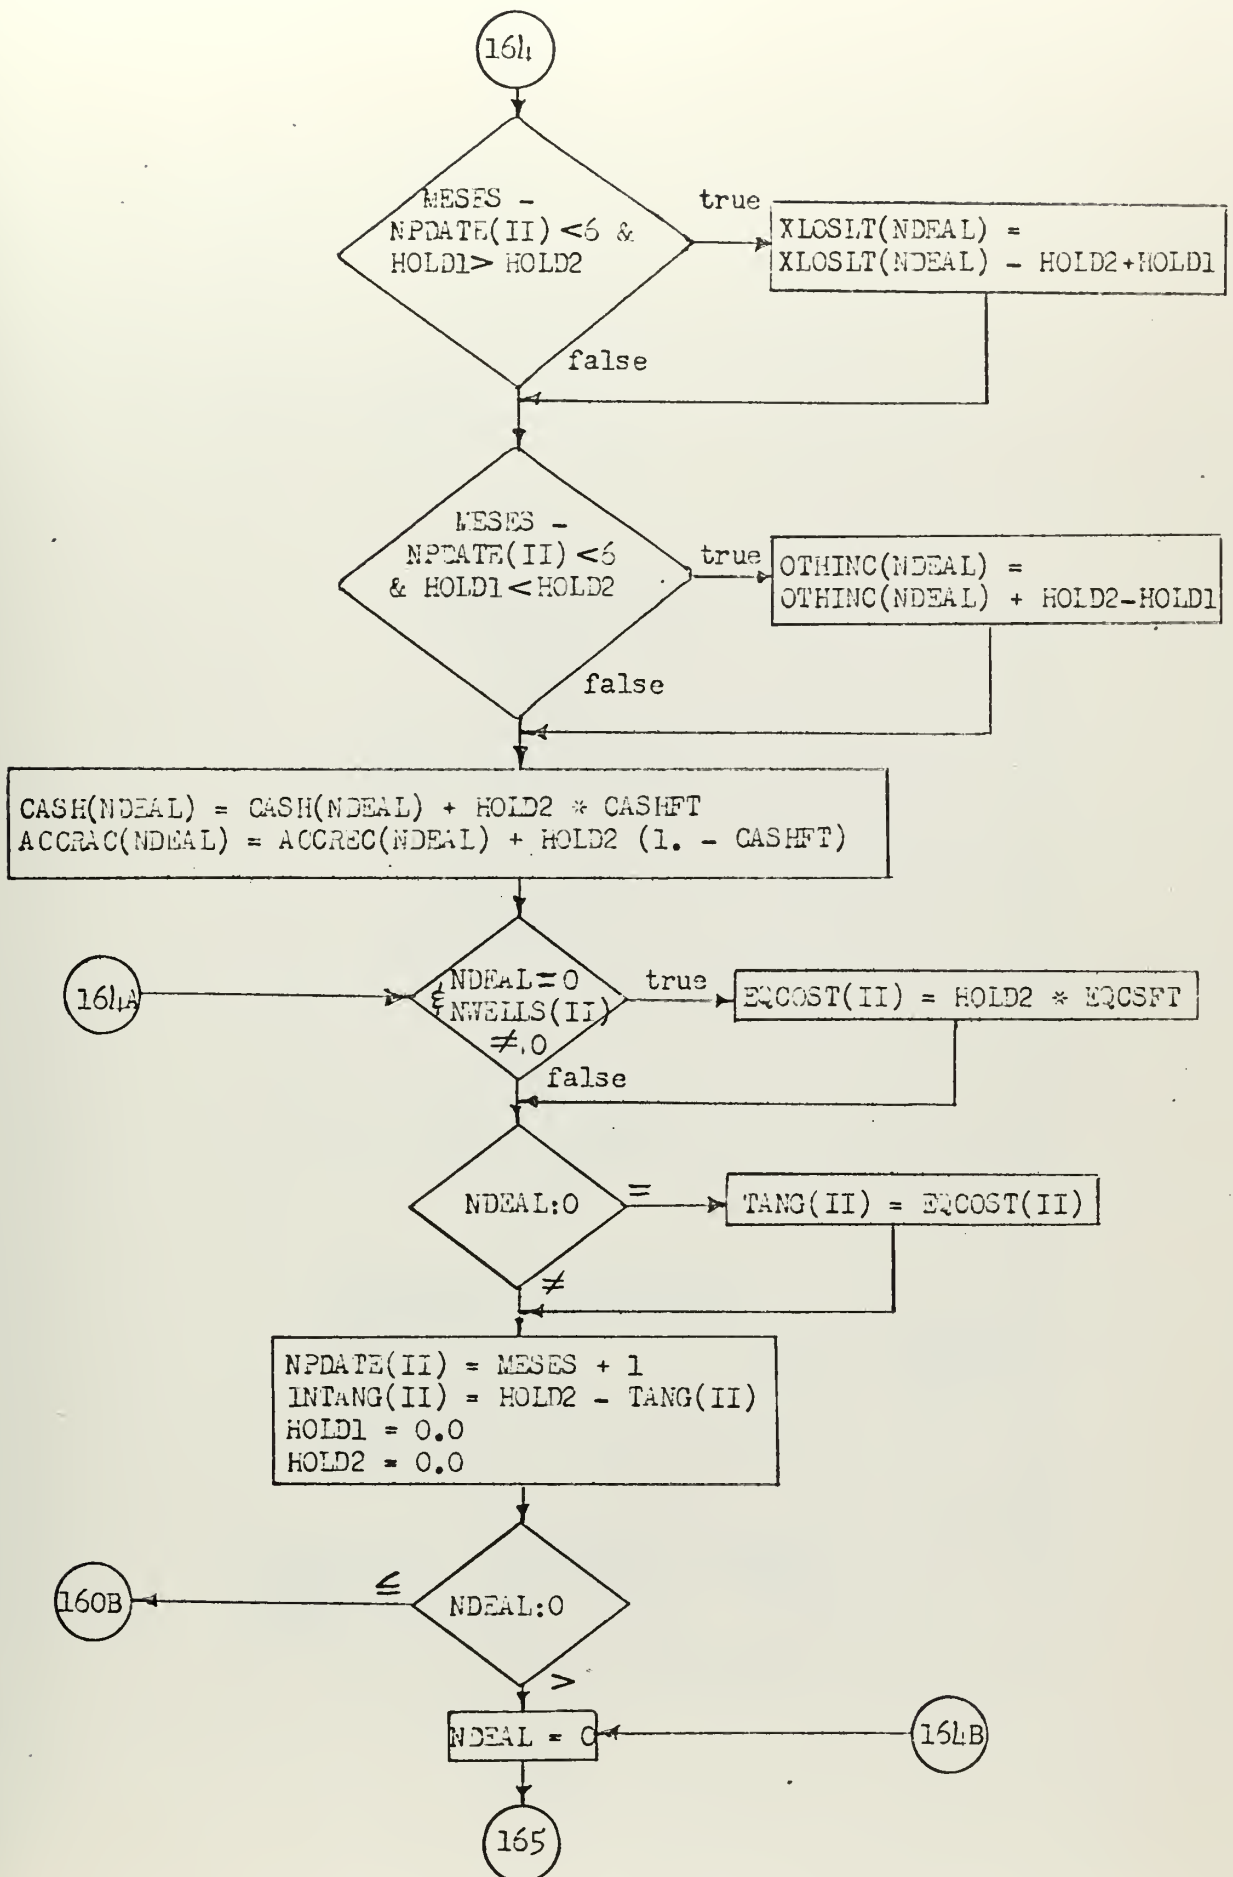 164
MESES -
NPDATE(II) <6 &
HOLD1> HOLD2
true
XLOSLT(NDEAL) =
XLOSLT(NDEAL) - HOLD2+HOLD1
false
MESES -
NPDATE(II) <6
& HOLD1<HOLD2
true
OTHINC(NDEAL) =
OTHINC(NDEAL) + HOLD2-HOLD1
false
CASH(NDEAL) = CASH(NDEAL) + HOLD2 * CASHFT
ACCRAC(NDEAL) = ACCREC(NDEAL) + HOLD2 (1. - CASHFT)
164A
NDEAL=0
& NWELLS(II)
≠.0
true
EQCOST(II) = HOLD2 * EQCSFT
false
NDEAL:0
=
TANG(II) = EQCOST(II)
≠
NPDATE(II) = MESES + 1
1NTANG(II) = HOLD2 - TANG(II)
HOLD1 = 0.0
HOLD2 = 0.0
160B
≤
NDEAL:0
>
NDEAL = 0
164B
165